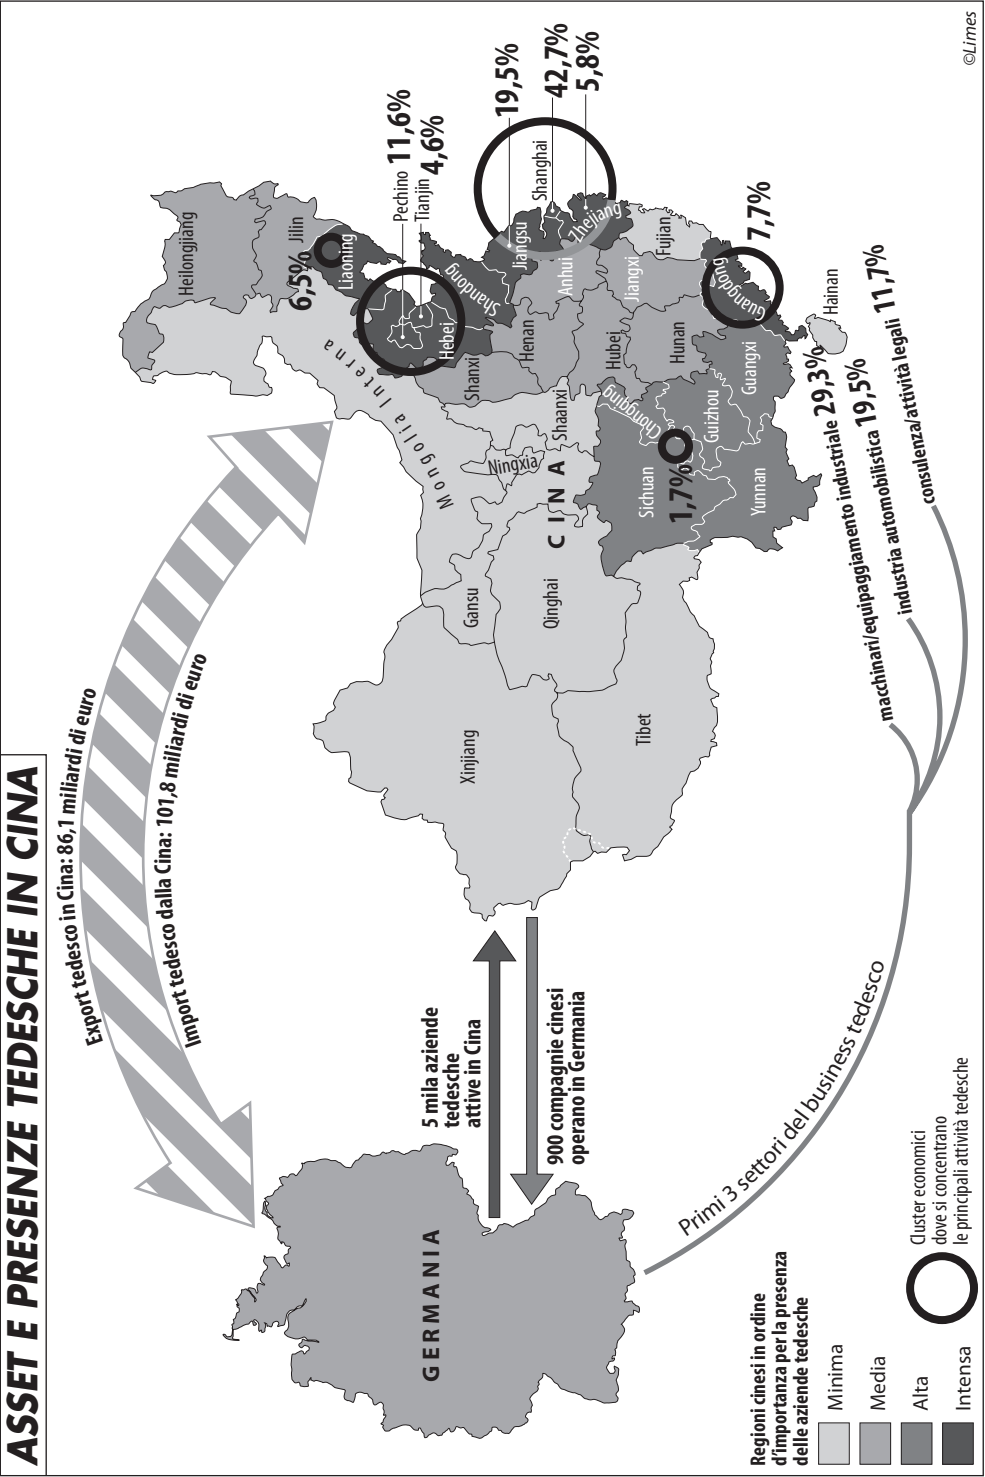 ASSET E PRESENZE TEDESCHE IN CINA
Export tedesco in Cina: 86,1 miliardi di euro
Import tedesco dalla Cina: 101,8 miliardi di euro
5 mila aziende
tedesche
attive in Cina
900 compagnie cinesi
operano in Germania
GERMANIA
CINA
Heilongjiang
Jilin
6,5%
Liaoning
Mongolia Interna
Pechino 11,6%
Tianjin 4,6%
Hebei
Shandong
Shanxi
Henan
Shaanxi
Ningxia
Gansu
Qinghai
Xinjiang
Tibet
19,5%
Jiangsu
Shanghai
42,7%
5,8%
Zhejiang
Anhui
Jiangxi
Fujian
Hubei
Hunan
Chongqing
Sichuan
1,7%
Guizhou
Yunnan
Guangxi
Guangdong
7,7%
Hainan
Primi 3 settori del business tedesco
macchinari/equipaggiamento industriale 29,3%
industria automobilistica 19,5%
consulenza/attività legali 11,7%
Regioni cinesi in ordine
d'importanza per la presenza
delle aziende tedesche
Minima
Media
Alta
Intensa
Cluster economici
dove si concentrano
le principali attività tedesche
©Limes